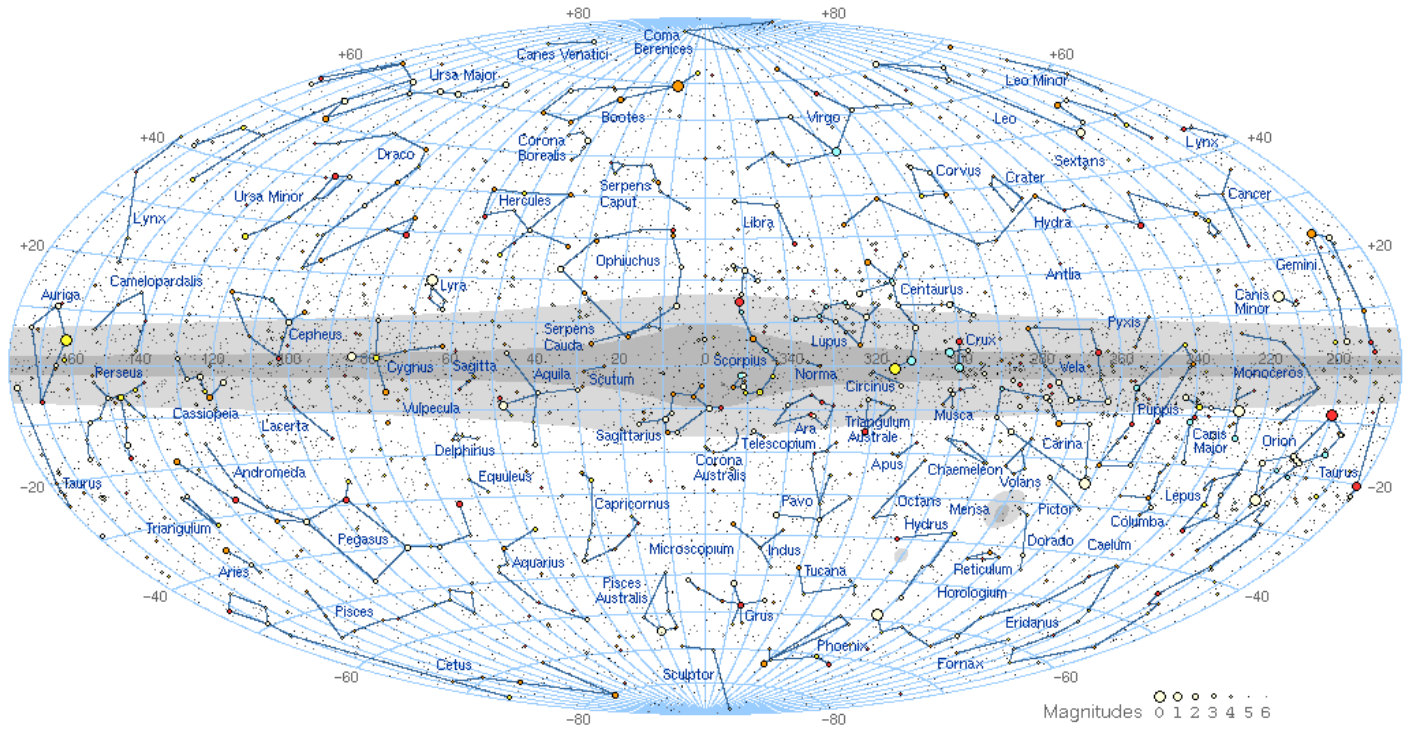 +80
+80
Coma
Berenices
Canes Venatici
+60
+60
Ursa Major
Leo Minor
Bootes
Virgo
Leo
+40
+40
Corona
Borealis
Lynx
Draco
Sextans
Corvus
Crater
Serpens
Caput
Ursa Minor
Hercules
Cancer
Lynx
Libra
Hydra
+20
+20
Ophiuchus
Gemini
Antlia
Camelopardalis
Lyra
Centaurus
Auriga
Canis
Minor
Cepheus
Serpens
Cauda
Pyxis
Lupus
Crux
160 140 120 100 60 40 20 0 340 320 280 260 240 220 200
Perseus
Cygnus
Sagitta
Aquila
Scutum
Scorpius
Norma
Circinus
Vela
Monoceros
Cassiopeia
Vulpecula
Lacerta
Sagittarius
Ara
Triangulum
Australe
Musca
Puppis
Telescopium
Carina
Canis
Major
Orion
Delphirius
Corona
Australis
Apus
Chaemeleon
Andromeda
Equuleus
Volans
Taurus
Taurus
-20
-20
Capricornus
Pavo
Octans
Mensa
Pictor
Lepus
Columba
Triangulum
Hydrus
Pegasus
Microscopium
Indus
Dorado
Caelum
Aquarius
Aries
Tucana
Reticulum
Pisces
Australis
Horologium
-40
-40
Pisces
Grus
Eridanus
Phoenix
Cetus
Fornax
Sculptor
-60
-60
-80
-80
Magnitudes 0 1 2 3 4 5 6